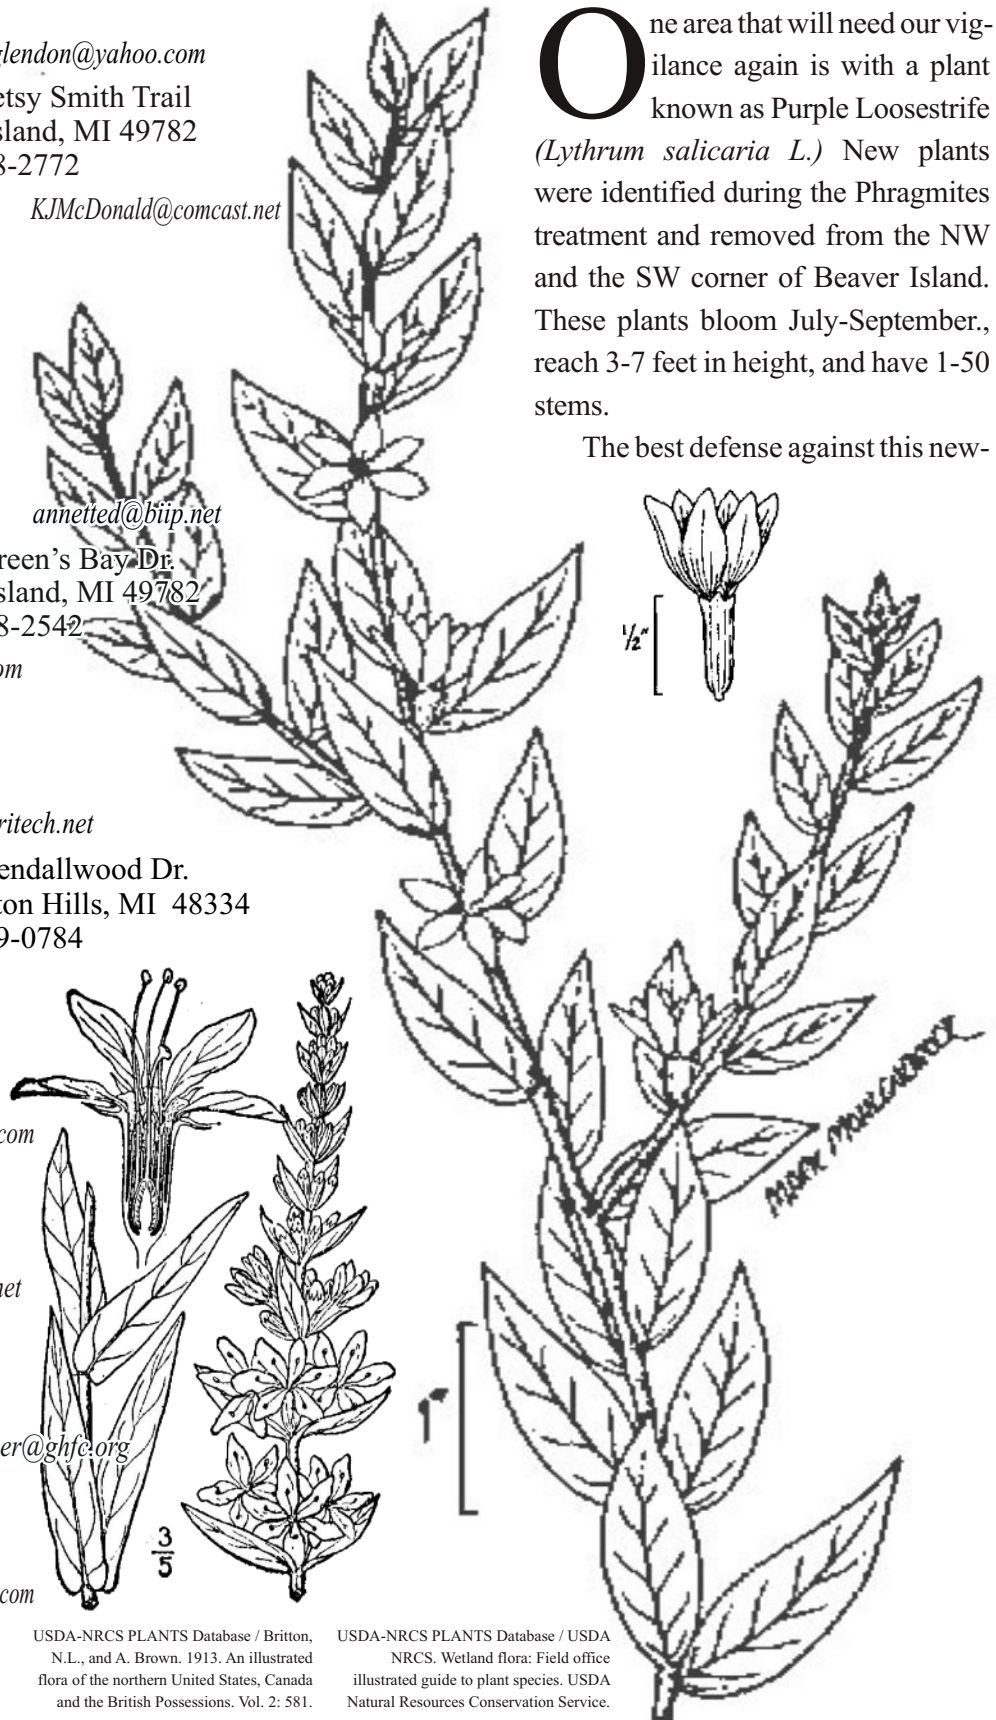 glendon@yahoo.com
etsy Smith Trail
sland, MI 49782
8-2772
KJMcDonald@comcast.net
annetted@biip.net
reen’s Bay Dr.
sland, MI 49782
8-2542
om
ritech.net
endallwood Dr.
ton Hills, MI 48334
9-0784
com
net
er@ghfc.org
com
One area that will need our vig-
ilance again is with a plant
known as Purple Loosestrife
(Lythrum salicaria L.) New plants
were identified during the Phragmites
treatment and removed from the NW
and the SW corner of Beaver Island.
These plants bloom July-September.,
reach 3-7 feet in height, and have 1-50
stems.
The best defense against this new-
½"
1"
3
5
USDA-NRCS PLANTS Database / Britton,
N.L., and A. Brown. 1913. An illustrated
flora of the northern United States, Canada
and the British Possessions. Vol. 2: 581.
USDA-NRCS PLANTS Database / USDA
NRCS. Wetland flora: Field office
illustrated guide to plant species. USDA
Natural Resources Conservation Service.